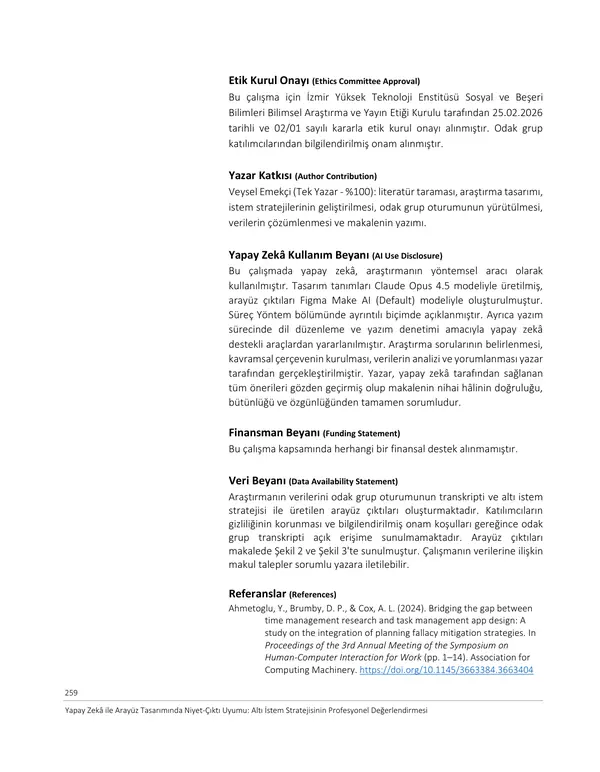 Etik Kurul Onayı (Ethics Committee Approval)
Bu çalışma için İzmir Yüksek Teknoloji Enstitüsü Sosyal ve Beşeri
Bilimleri Bilimsel Araştırma ve Yayın Etiği Kurulu tarafından 25.02.2026
tarihli ve 02/01 sayılı kararla etik kurul onayı alınmıştır. Odak grup
katılımcılarından bilgilendirilmiş onam alınmıştır.
Yazar Katkısı (Author Contribution)
Veysel Emekçi (Tek Yazar - %100): literatür taraması, araştırma tasarımı,
istem stratejilerinin geliştirilmesi, odak grup oturumunun yürütülmesi,
verilerin çözümlenmesi ve makalenin yazımı.
Yapay Zekâ Kullanım Beyanı (AI Use Disclosure)
Bu çalışmada yapay zekâ, araştırmanın yöntemsel aracı olarak
kullanılmıştır. Tasarım tanımları Claude Opus 4.5 modeliyle üretilmiş,
arayüz çıktıları Figma Make AI (Default) modeliyle oluşturulmuştur.
Süreç Yöntem bölümünde ayrıntılı biçimde açıklanmıştır. Ayrıca yazım
sürecinde dil düzenleme ve yazım denetimi amacıyla yapay zekâ
destekli araçlardan yararlanılmıştır. Araştırma sorularının belirlenmesi,
kavramsal çerçevenin kurulması, verilerin analizi ve yorumlanması yazar
tarafından gerçekleştirilmiştir. Yazar, yapay zekâ tarafından sağlanan
tüm önerileri gözden geçirmiş olup makalenin nihai hâlinin doğruluğu,
bütünlüğü ve özgünlüğünden tamamen sorumludur.
Finansman Beyanı (Funding Statement)
Bu çalışma kapsamında herhangi bir finansal destek alınmamıştır.
Veri Beyanı (Data Availability Statement)
Araştırmanın verilerini odak grup oturumunun transkripti ve altı istem
stratejisi ile üretilen arayüz çıktıları oluşturmaktadır. Katılımcıların
gizliliğinin korunması ve bilgilendirilmiş onam koşulları gereğince odak
grup transkripti açık erişime sunulmamaktadır. Arayüz çıktıları
makalede Şekil 2 ve Şekil 3'te sunulmuştur. Çalışmanın verilerine ilişkin
makul talepler sorumlu yazara iletilebilir.
Referanslar (References)
Ahmetoglu, Y., Brumby, D. P., & Cox, A. L. (2024). Bridging the gap between
time management research and task management app design: A
study on the integration of planning fallacy mitigation strategies. In
Proceedings of the 3rd Annual Meeting of the Symposium on
Human-Computer Interaction for Work (pp. 1–14). Association for
Computing Machinery. https://doi.org/10.1145/3663384.3663404
259
Yapay Zekâ ile Arayüz Tasarımında Niyet-Çıktı Uyumu: Altı İstem Stratejisinin Profesyonel Değerlendirmesi